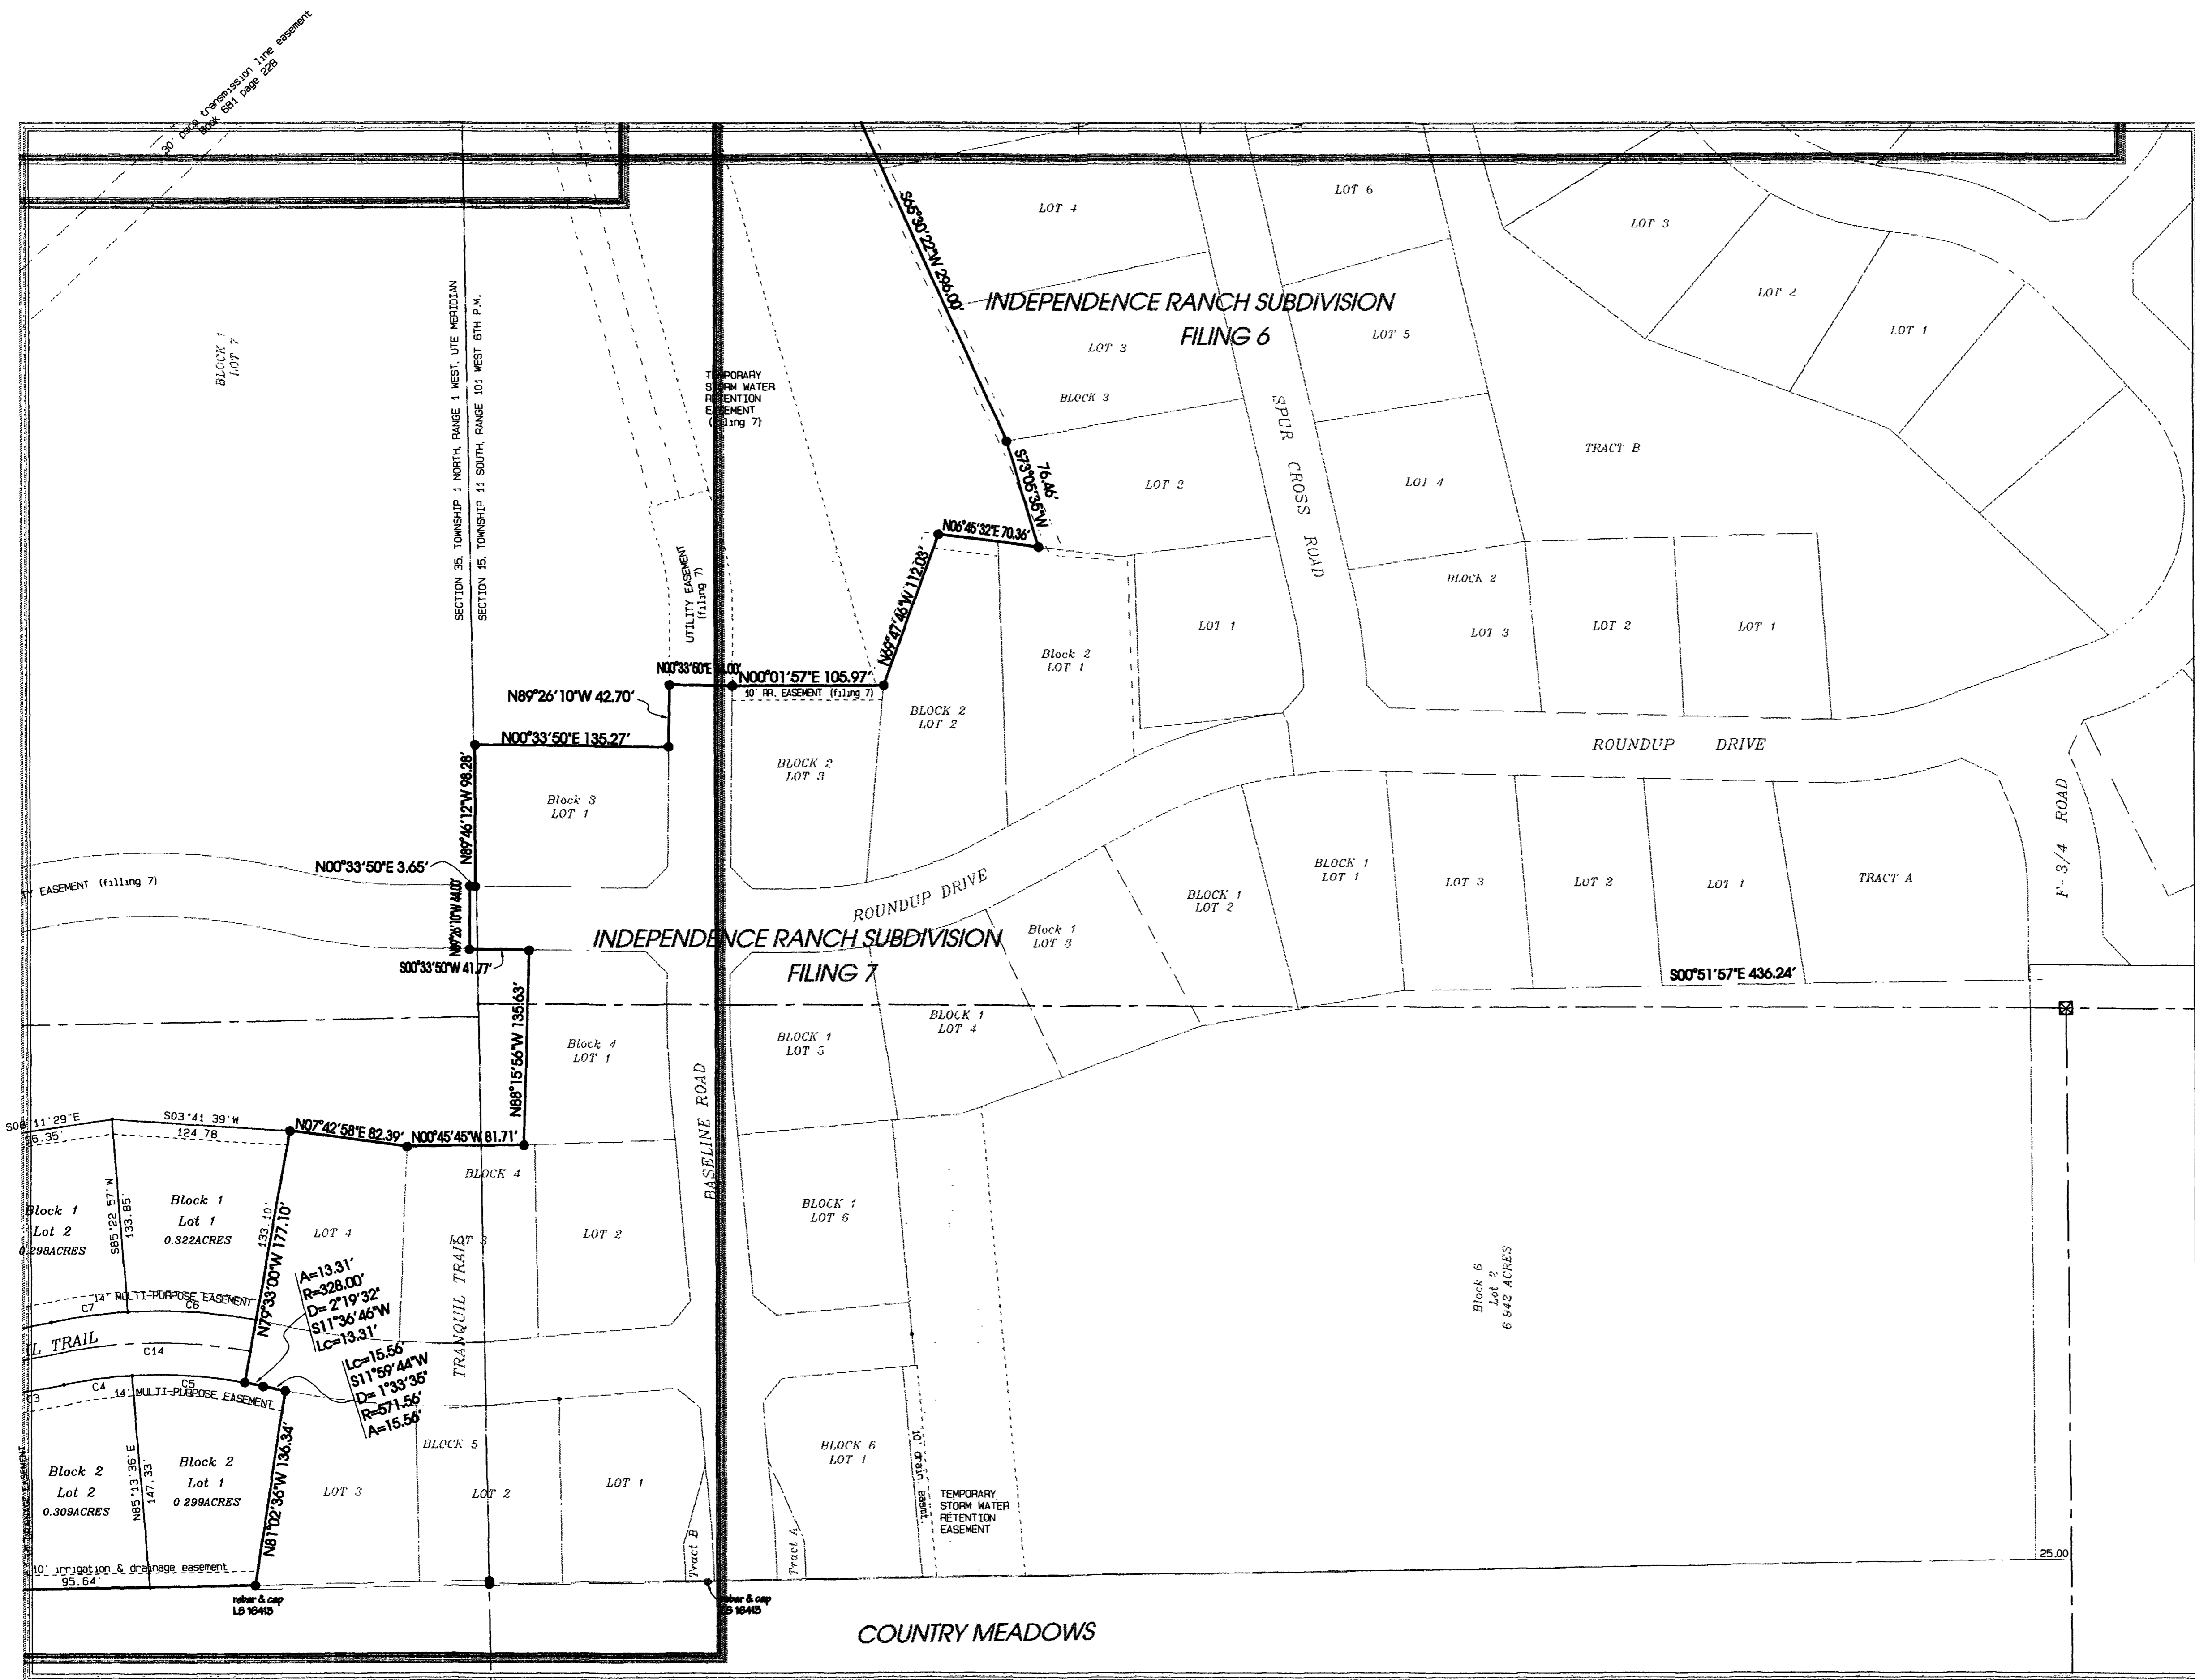 transmission line easement
Book 681 page 228
LOT 4
LOT 6
LOT 3
LOT 2
LOT 1
S65°30'22"W 296.00'
INDEPENDENCE RANCH SUBDIVISION
FILING 6
LOT 3
LOT 5
BLOCK 3
BLOCK 1
LOT 7
SECTION 35, TOWNSHIP 1 NORTH, RANGE 1 WEST, UTE MERIDIAN
SECTION 15, TOWNSHIP 11 SOUTH, RANGE 101 WEST 6TH P.M.
TEMPORARY
STORM WATER
RETENTION
EASEMENT
(filing 7)
SPUR CROSS ROAD
TRACT B
LOT 2
LOT 4
76.46'
S73°05'35"W
N06°45'32"E 70.36'
N69°47'46"W 112.03'
UTILITY EASEMENT
(filing 7)
BLOCK 2
LOT 1
LOT 3
LOT 2
LOT 1
Block 2
LOT 1
N00°33'50"E
N00°01'57"E 105.97'
10' RR. EASEMENT (filing 7)
N89°26'10"W 42.70'
BLOCK 2
LOT 2
N00°33'50"E 135.27'
BLOCK 2
LOT 3
ROUNDUP DRIVE
N89°46'12"W 98.28'
Block 3
LOT 1
F-3/4 ROAD
N00°33'50"E 3.65'
EASEMENT (filling 7)
N89°26'10"W 44.00'
ROUNDUP DRIVE
BLOCK 1
LOT 2
BLOCK 1
LOT 1
LOT 3
LOT 2
LOT 1
TRACT A
INDEPENDENCE RANCH SUBDIVISION
FILING 7
Block 1
LOT 3
S00°33'50"W 41.77'
S00°51'57"E 436.24'
N88°15'56"W 135.63'
Block 4
LOT 1
BLOCK 1
LOT 5
BLOCK 1
LOT 4
BASELINE ROAD
11'29"E
S03°41 39'W
124.78
N07°42'58"E 82.39'
N00°45'45"W 81.71'
BLOCK 4
Block 1
Lot 2
0.298ACRES
S85°22 57'W
133.85'
Block 1
Lot 1
0.322ACRES
133.10'
N79°33'00"W 177.10'
LOT 4
LOT 3
LOT 2
BLOCK 1
LOT 6
Block 6
Lot 2
6 942 ACRES
14' MULTI-PURPOSE EASEMENT
C7
C6
A=13.31'
R=328.00'
D= 2°19'32"
S11°36'46"W
Lc=13.31'
TRANQUIL TRAIL
IL TRAIL
C14
Lc=15.56'
S11°59'44"W
D= 1°33'35"
R=571.56'
A=15.56'
C3
C4
C5
14' MULTI-PURPOSE EASEMENT
Block 2
Lot 2
0.309ACRES
N85°13'36"E
147.33'
Block 2
Lot 1
0 299ACRES
N81°02'36"W 136.34'
LOT 3
BLOCK 5
LOT 2
LOT 1
Tract B
Tract A
BLOCK 6
LOT 1
10' drain. easmt.
TEMPORARY
STORM WATER
RETENTION
EASEMENT
10' irrigation & drainage easement
95.64'
25.00
rebar & cap
LS 16413
rebar & cap
LS 16413
COUNTRY MEADOWS